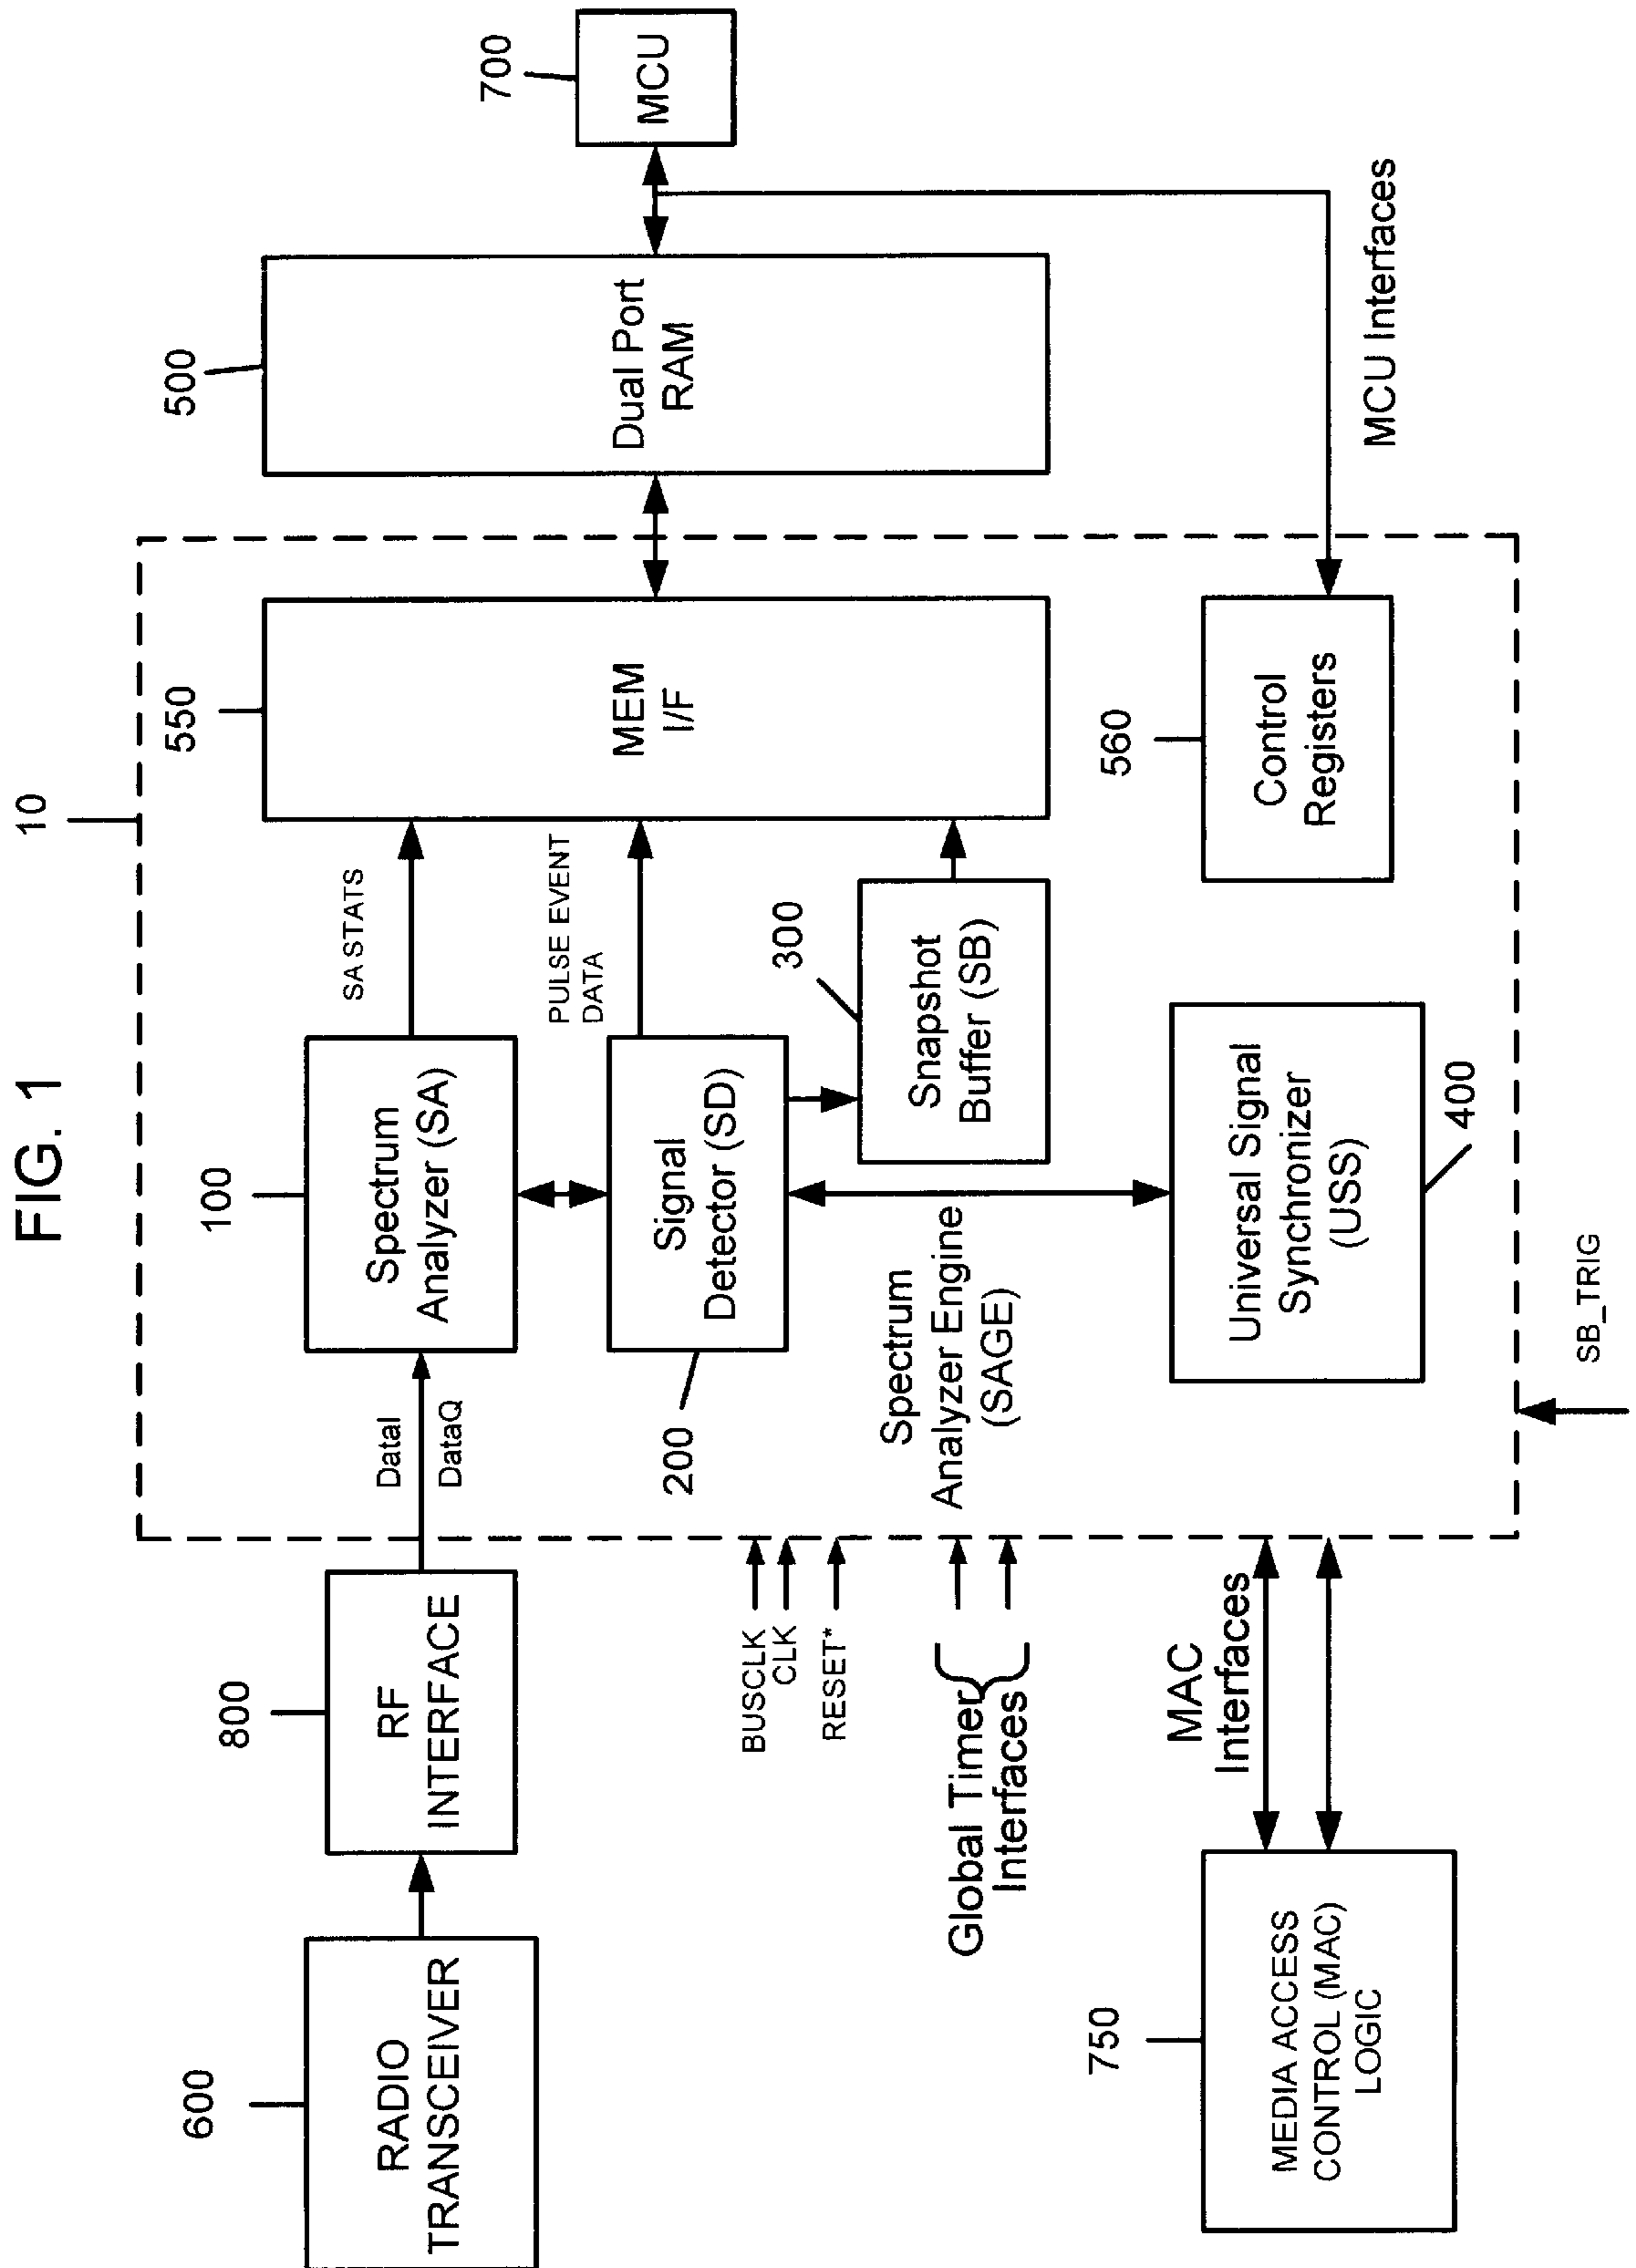 FIG. 1
10
600
RADIO
TRANSCEIVER
800
RF
INTERFACE
DataI
DataQ
100
Spectrum
Analyzer (SA)
SA STATS
550
MEM
I/F
500
Dual Port
RAM
700
MCU
200
Signal
Detector (SD)
PULSE EVENT
DATA
300
Snapshot
Buffer (SB)
BUSCLK
CLK
RESET*
Global Timer
Interfaces
Spectrum
Analyzer Engine
(SAGE)
560
Control
Registers
MCU Interfaces
750
MEDIA ACCESS
CONTROL (MAC)
LOGIC
MAC
Interfaces
Universal Signal
Synchronizer
(USS)
400
SB_TRIG